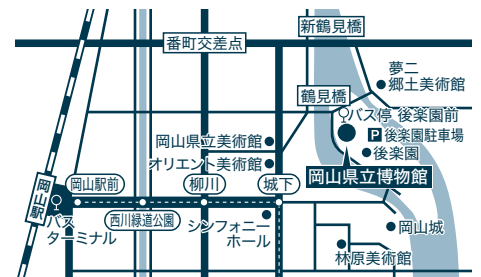 新鶴見橋
番町交差点
夢二
郷土美術館
鶴見橋
バス停 後楽園前
P 後楽園駐車場
岡山県立美術館
後楽園
オリエント美術館
岡山県立博物館
岡山駅
岡山駅前
柳川
城下
バス
ターミナル
西川緑道公園
シンフォニー
ホール
岡山城
林原美術館